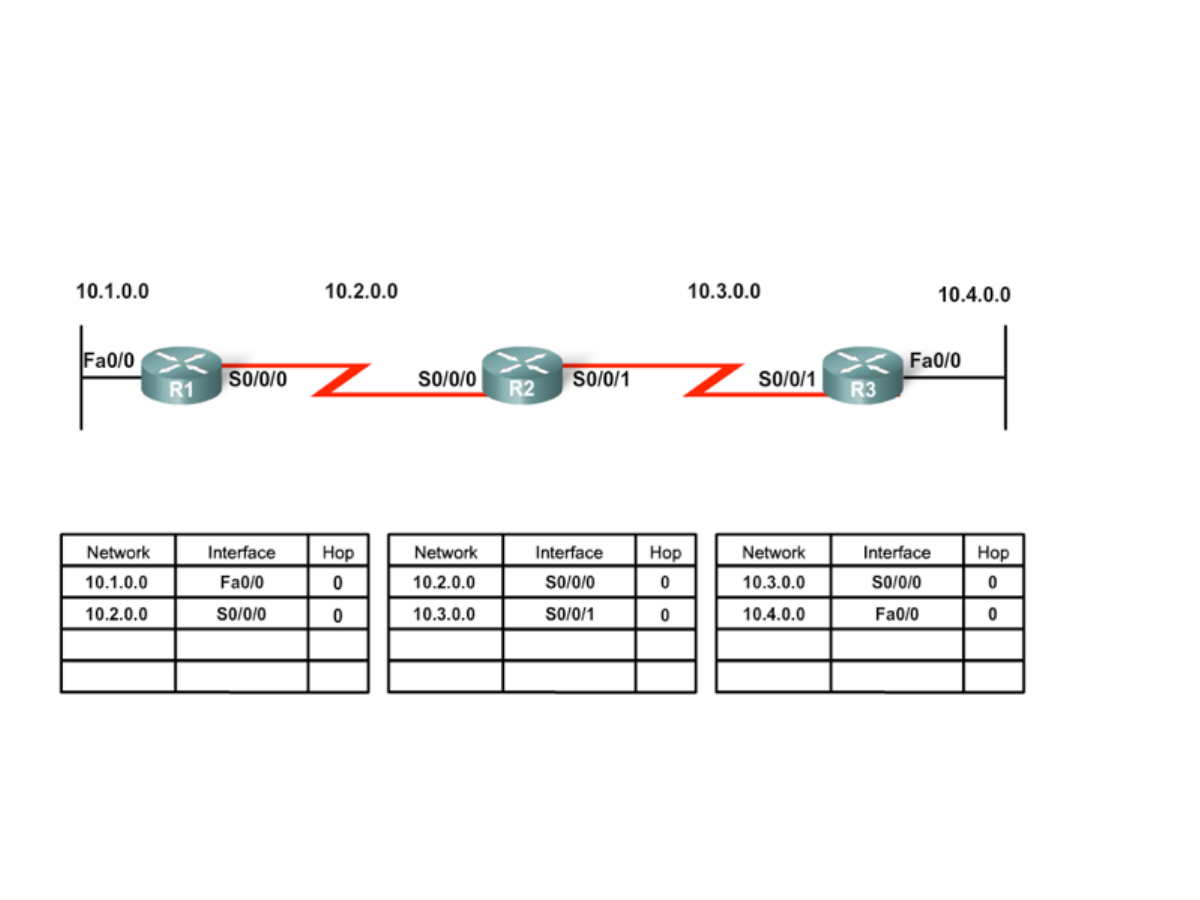 10.1.0.0 10.2.0.0 10.3.0.0 10.4.0.0
Fa0/0 R1 S0/0/0 S0/0/0 R2 S0/0/1 S0/0/1 R3 Fa0/0
Network Interface Hop Network Interface Hop Network Interface Hop
10.1.0.0 Fa0/0 0 10.2.0.0 S0/0/0 0 10.3.0.0 S0/0/0 0
10.2.0.0 S0/0/0 0 10.3.0.0 S0/0/1 0 10.4.0.0 Fa0/0 0